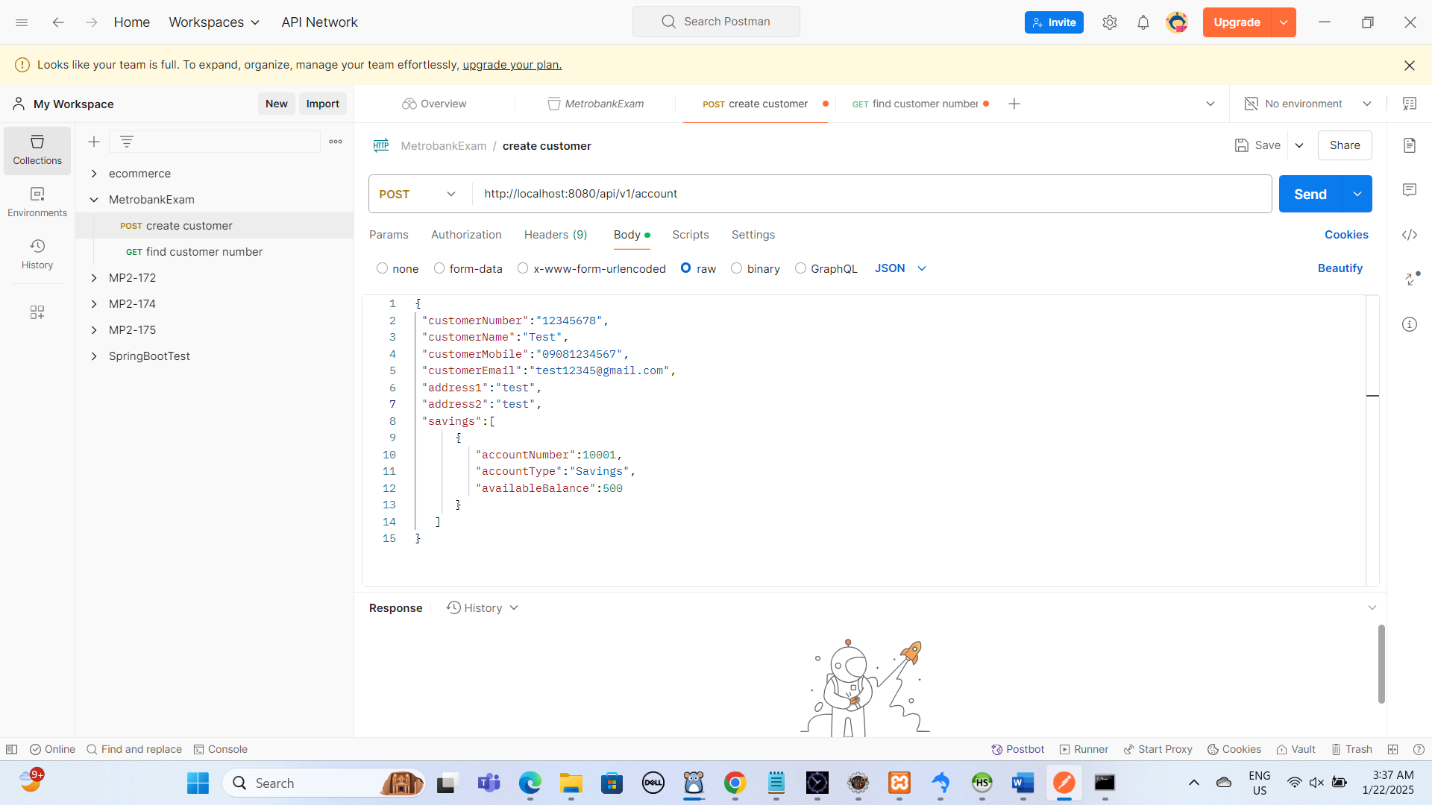 Home Workspaces API Network Search Postman Invite Upgrade
Looks like your team is full. To expand, organize, manage your team effortlessly, upgrade your plan.
My Workspace New Import Overview MetrobankExam POST create customer GET find customer number No environment
Collections
Environments
History
ecommerce
MetrobankExam
POST create customer
GET find customer number
MP2-172
MP2-174
MP2-175
SpringBootTest
HTTP MetrobankExam / create customer Save Share
POST http://localhost:8080/api/v1/account Send
Params Authorization Headers (9) Body Scripts Settings Cookies
none form-data x-www-form-urlencoded raw binary GraphQL JSON Beautify
1 {
2 "customerNumber":"12345678",
3 "customerName":"Test",
4 "customerMobile":"09081234567",
5 "customerEmail":"test12345@gmail.com",
6 "address1":"test",
7 "address2":"test",
8 "savings":[
9 {
10 "accountNumber":10001,
11 "accountType":"Savings",
12 "availableBalance":500
13 }
14 ]
15 }
Response History
Online Find and replace Console Postbot Runner Start Proxy Cookies Vault Trash
9+ Search DELL HS W ENG US 3:37 AM
1/22/2025